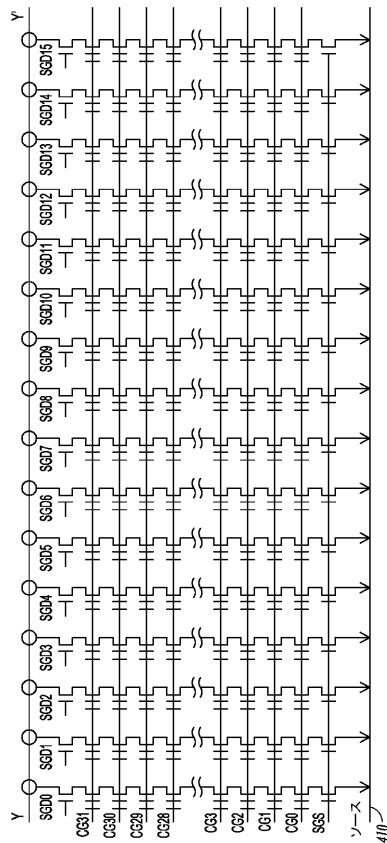 Y
Y'
SGD0
SGD1
SGD2
SGD3
SGD4
SGD5
SGD6
SGD7
SGD8
SGD9
SGD10
SGD11
SGD12
SGD13
SGD14
SGD15
CG31
CG30
CG29
CG28
CG3
CG2
CG1
CG0
SGS
ソース
410